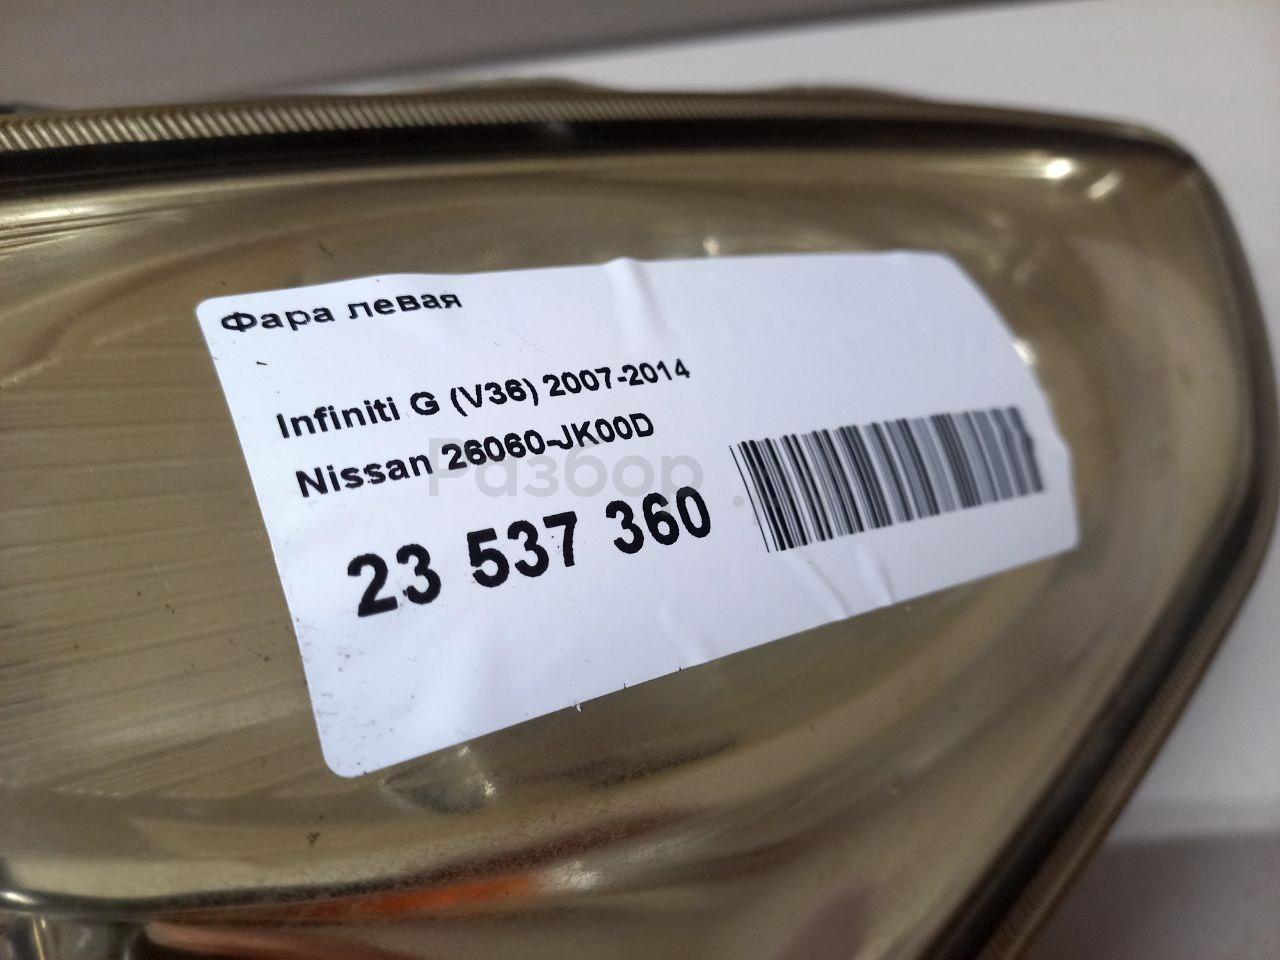 Фара левая
Infiniti G (V36) 2007-2014
Nissan 26060-JK00D
Разбор
23 537 360